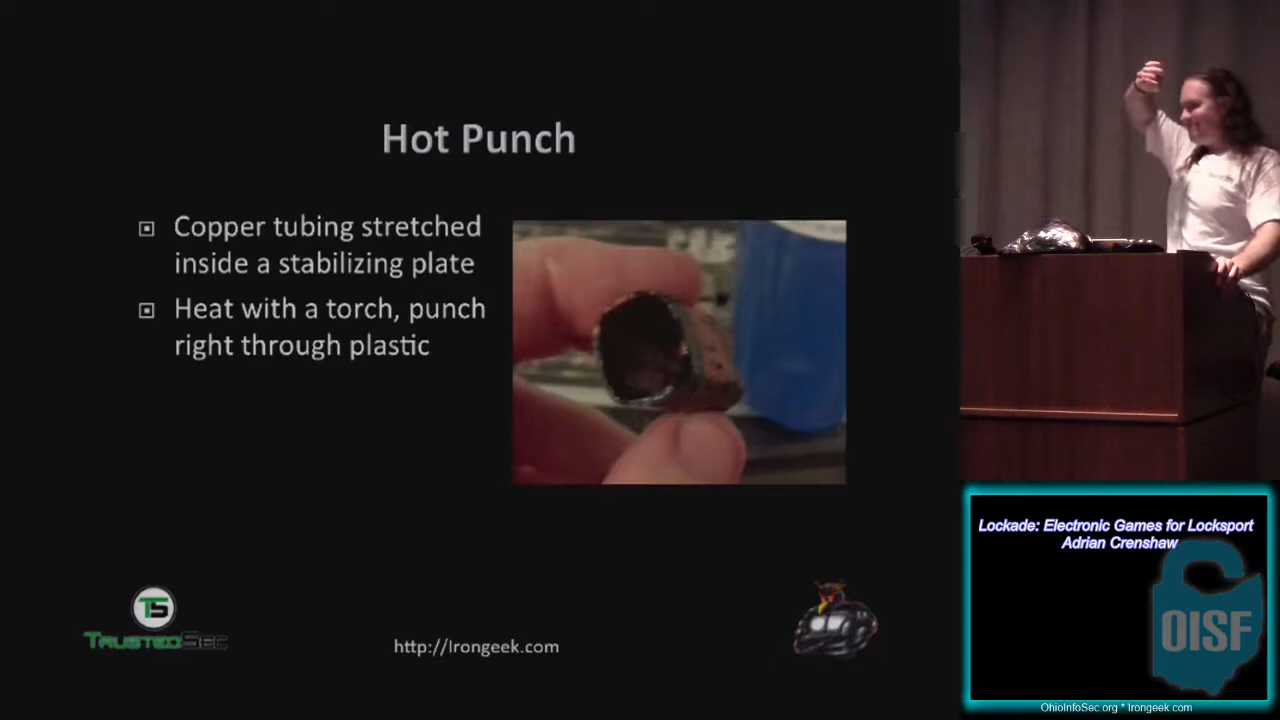 Hot Punch
Copper tubing stretched
inside a stabilizing plate
Heat with a torch, punch
right through plastic
TS
TRUSTEDSEC
http://Irongeek.com
Lockade: Electronic Games for Locksport
Adrian Crenshaw
OISF
OhioInfoSec.org * Irongeek.com